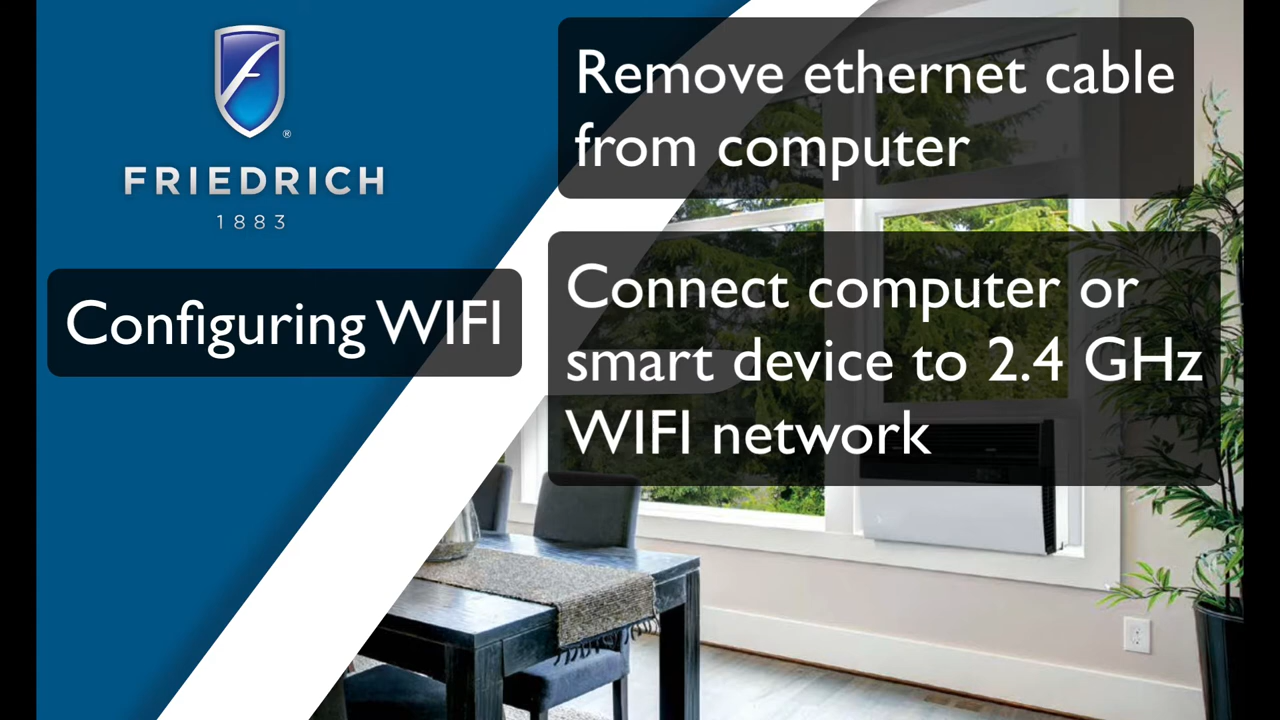 FRIEDRICH
1883
Configuring WIFI
Remove ethernet cable
from computer
Connect computer or
smart device to 2.4 GHz
WIFI network